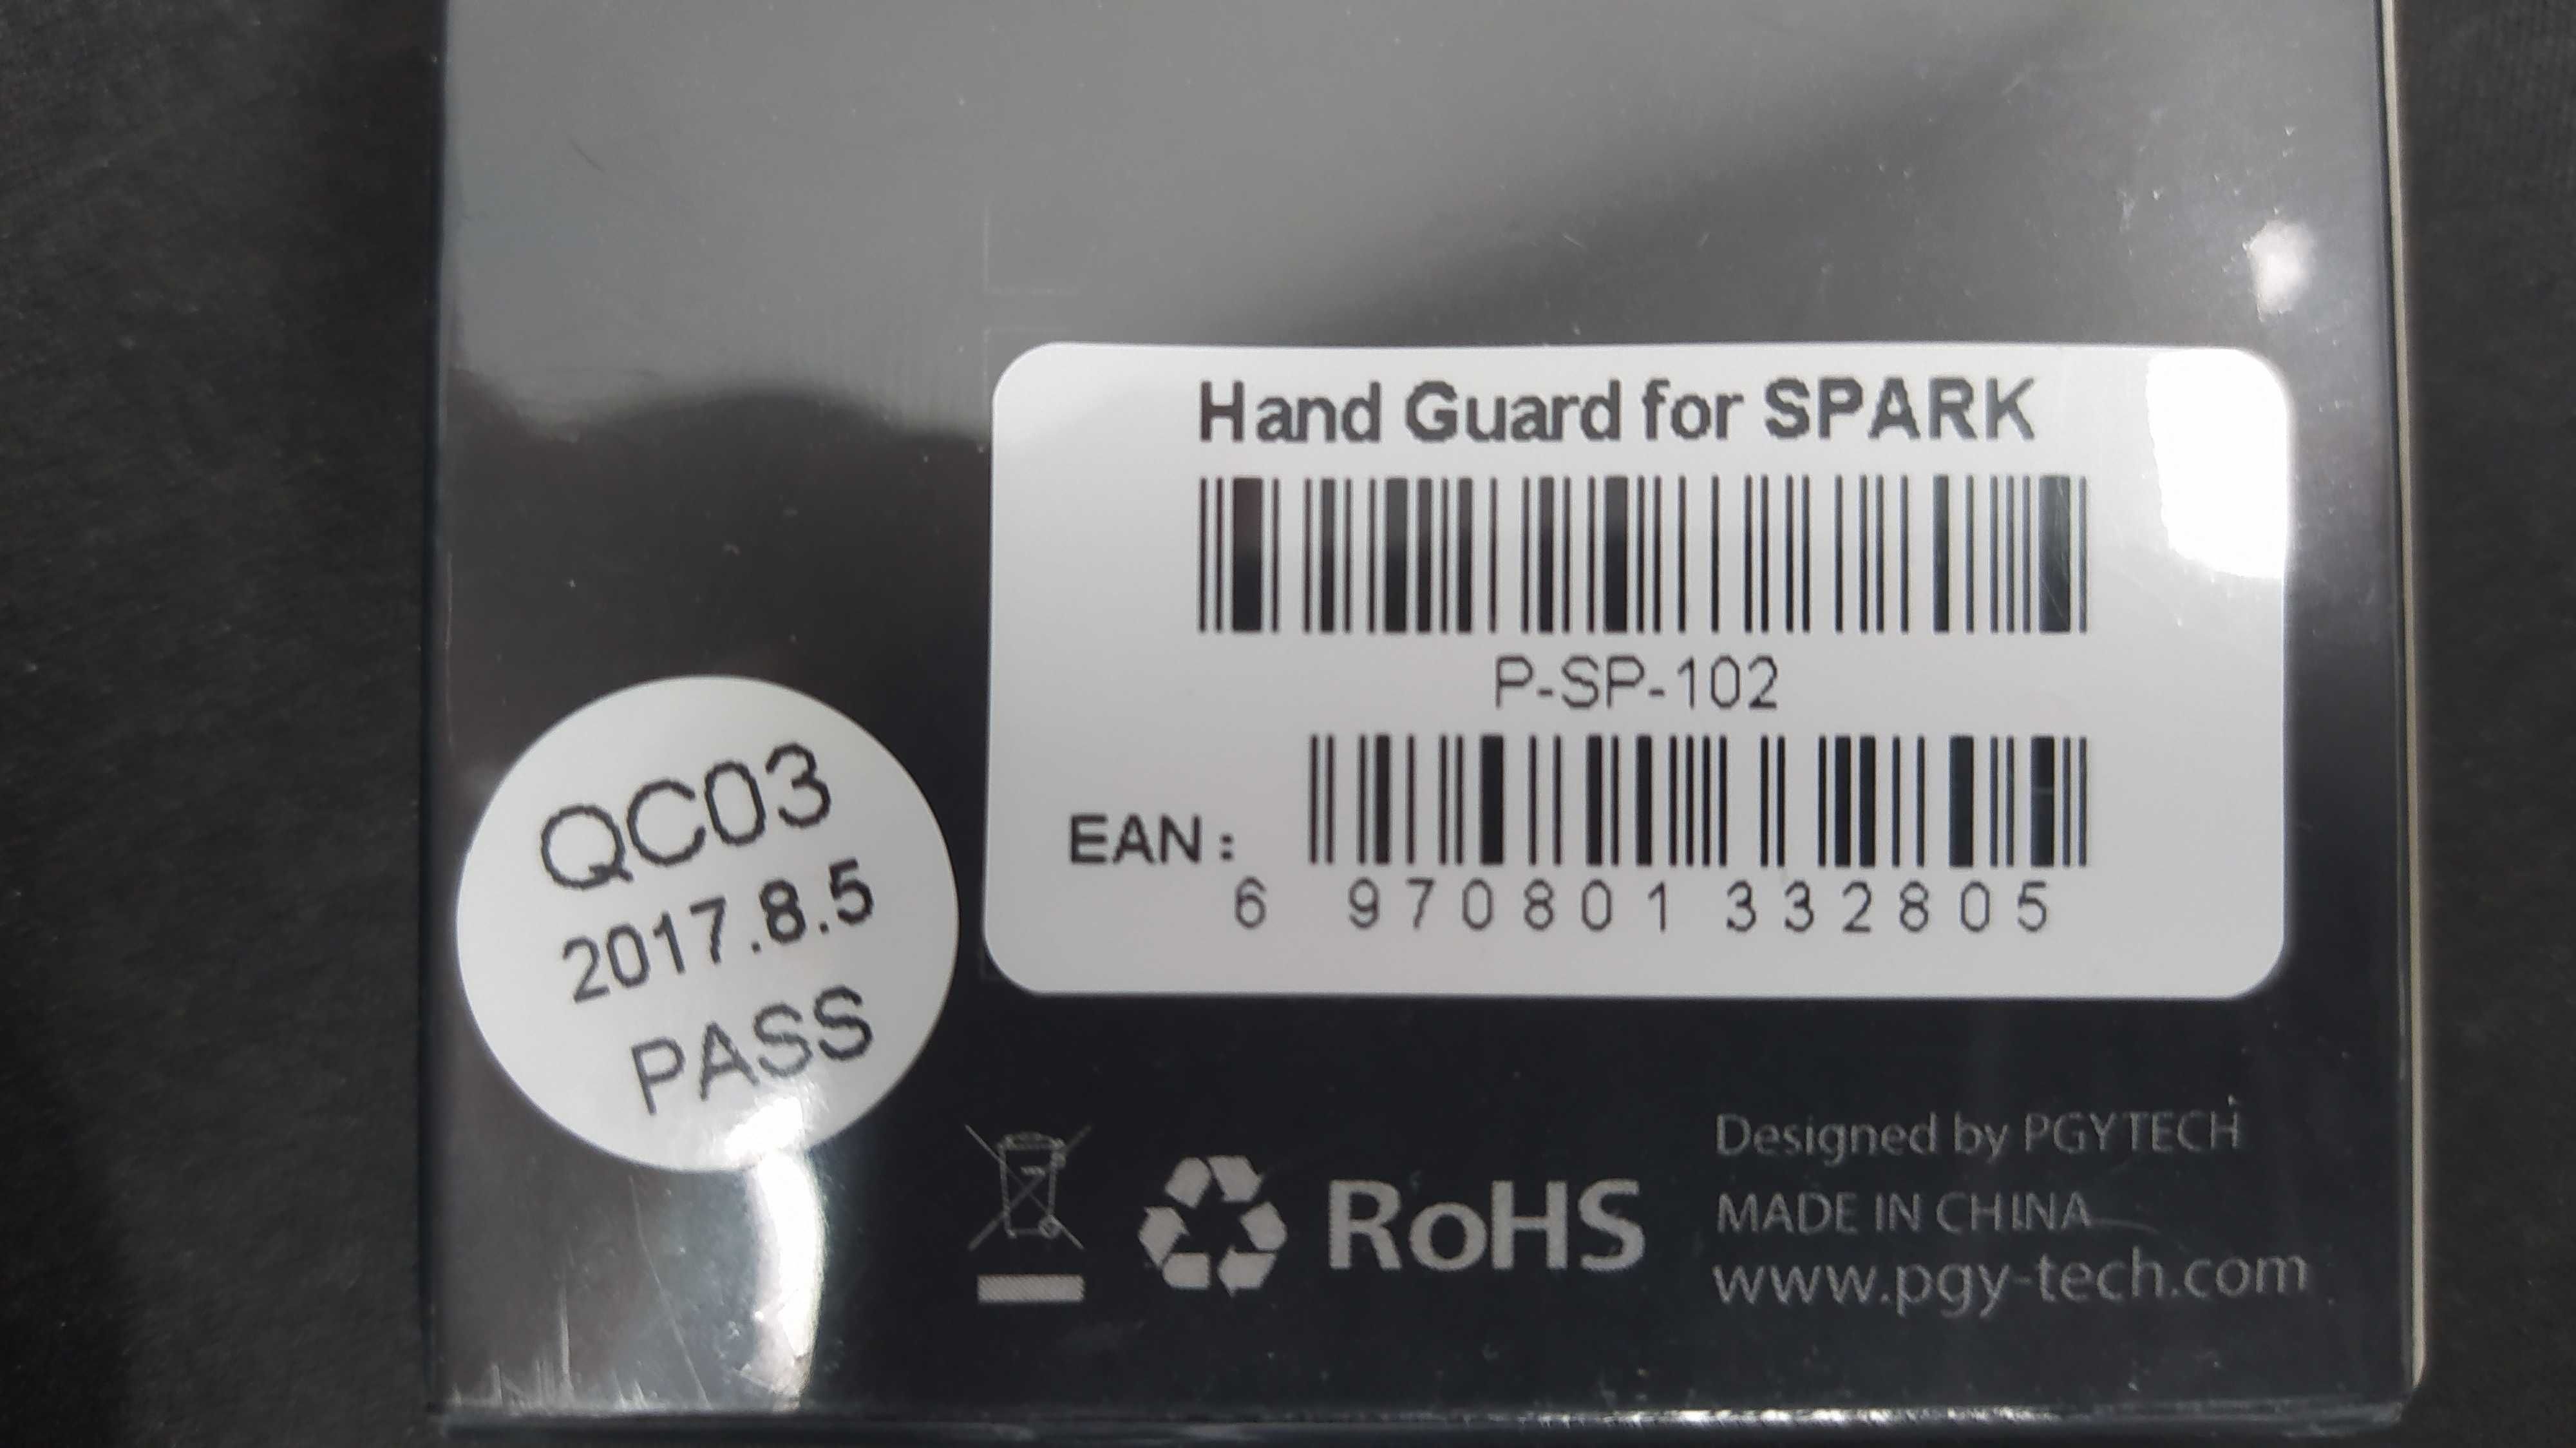 Hand Guard for SPARK
P-SP-102
EAN:
6 970801 332805
QC03
2017.8.5
PASS
RoHS
Designed by PGYTECH
MADE IN CHINA
www.pgy-tech.com